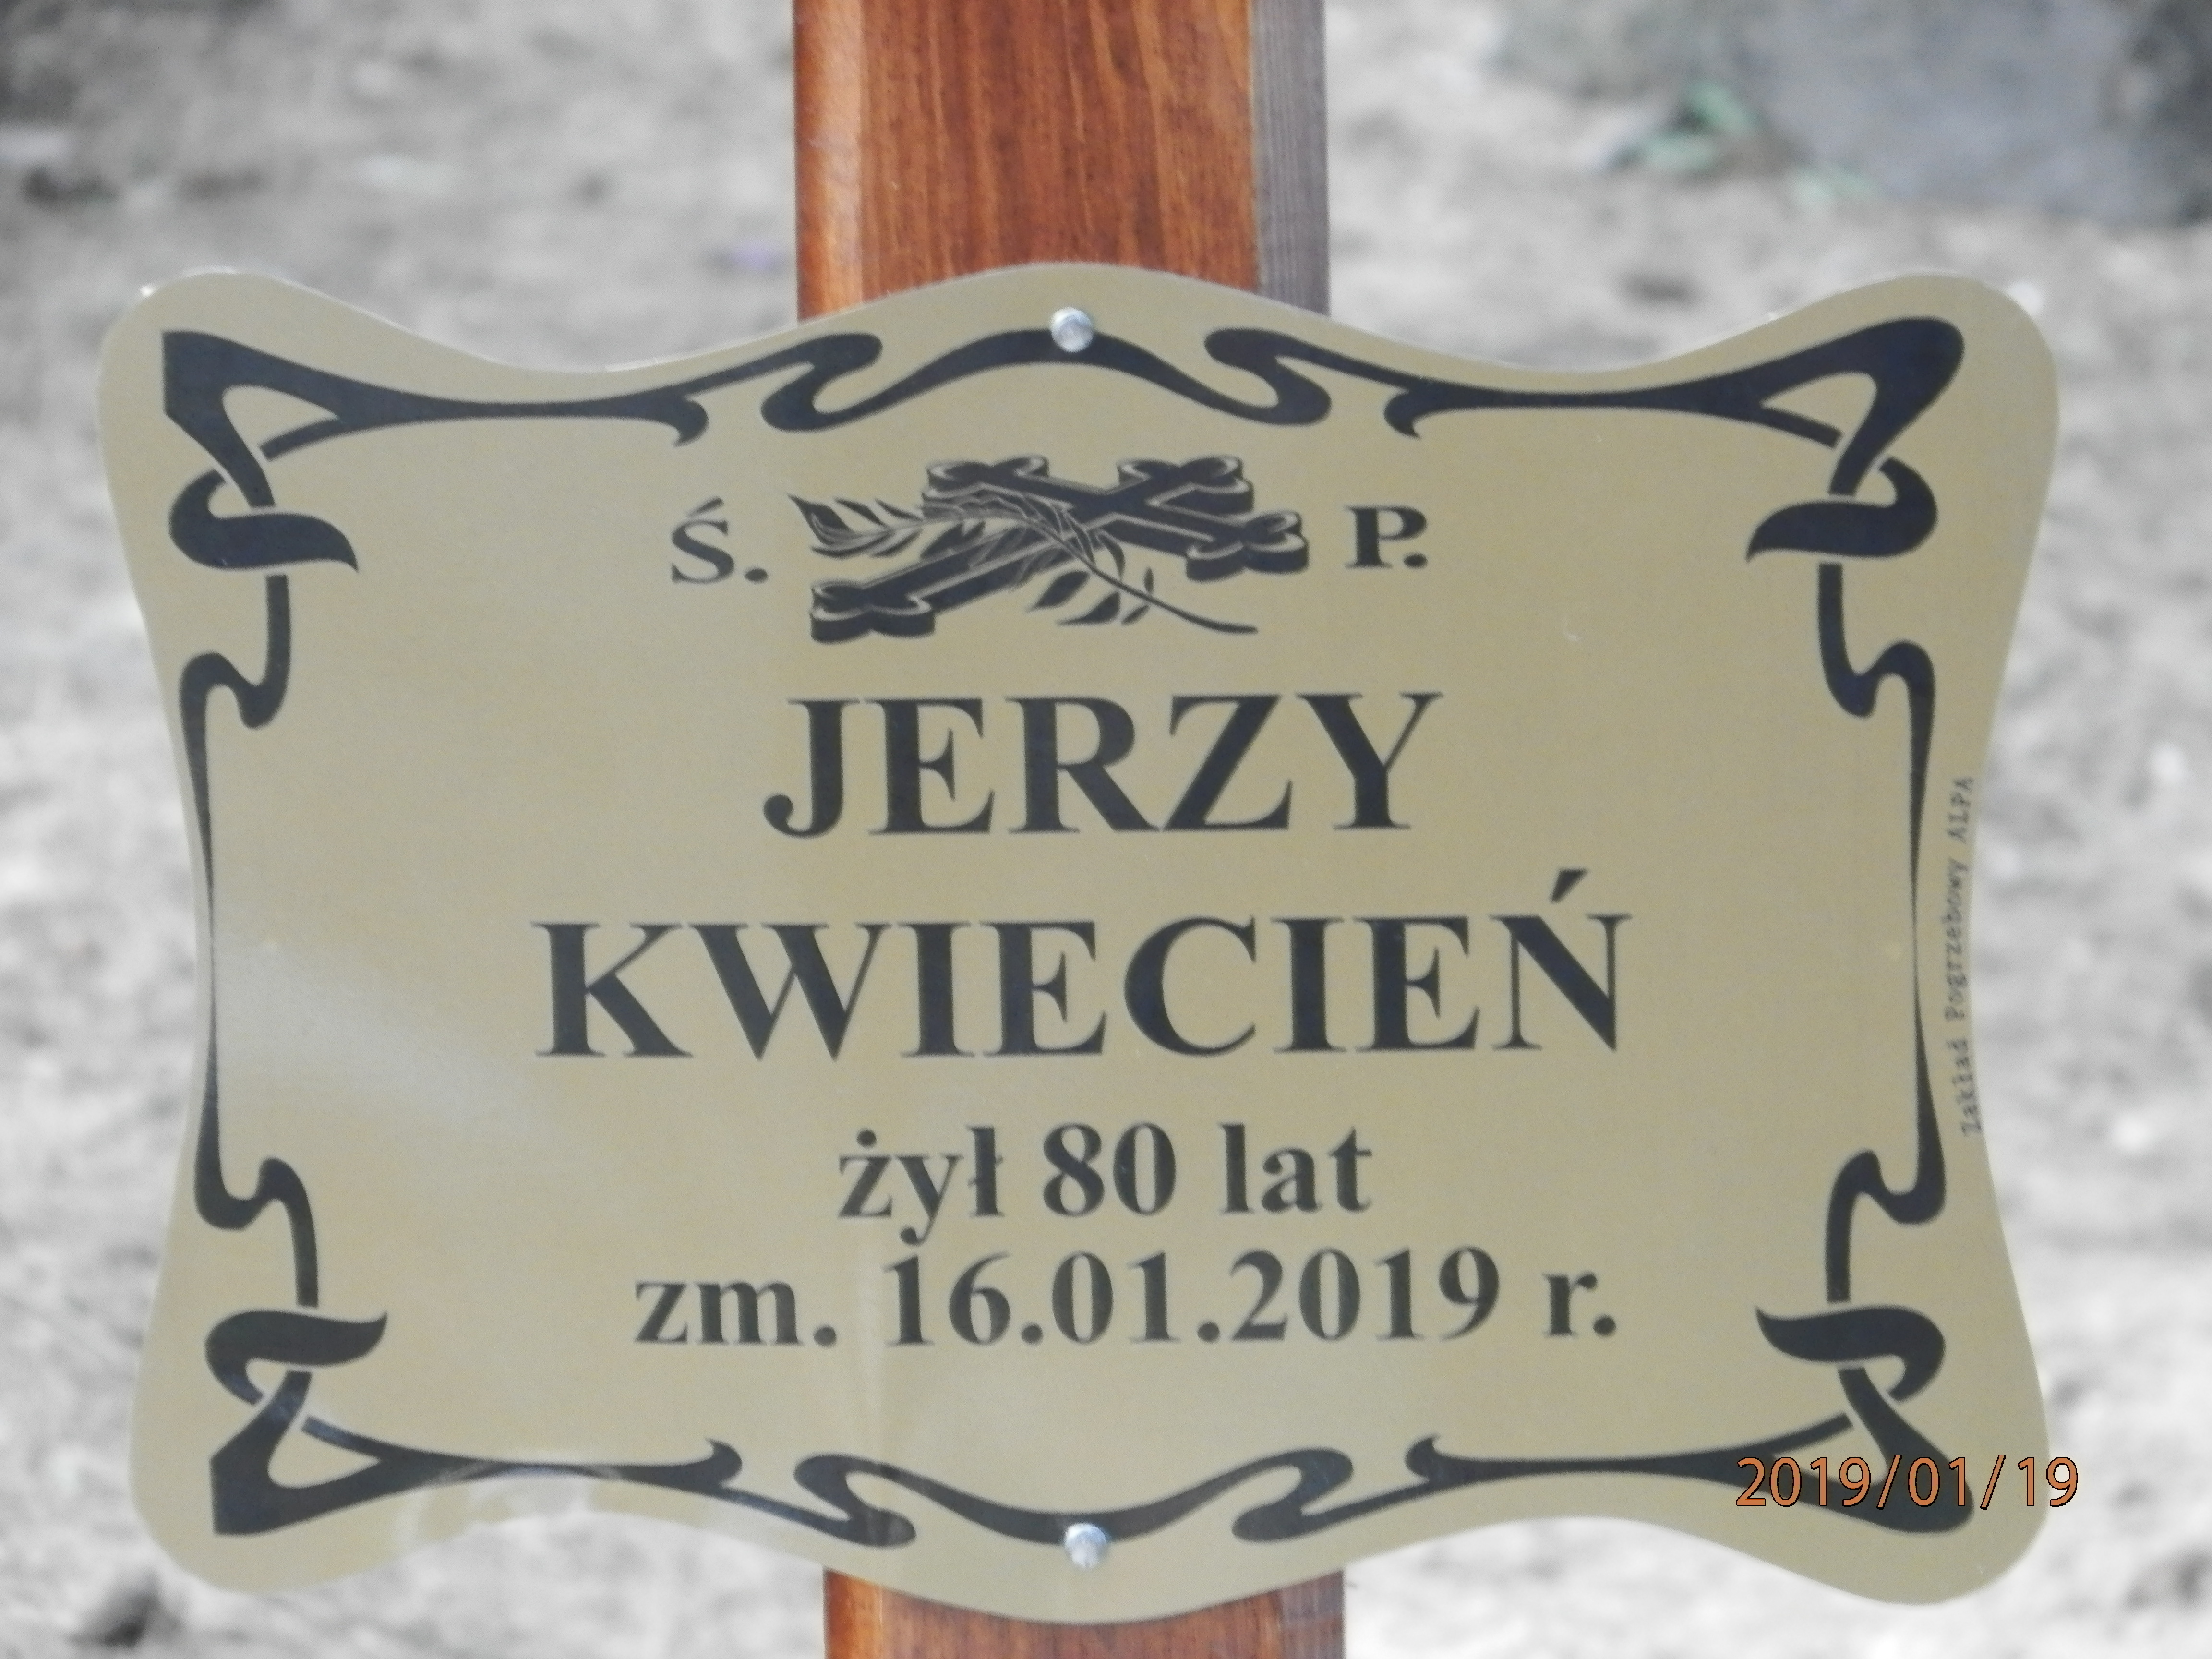 Ś. P.
JERZY
KWIECIEŃ
żył 80 lat
zm. 16.01.2019 r.
Zakład Pogrzebowy ALPA
2019/01/19